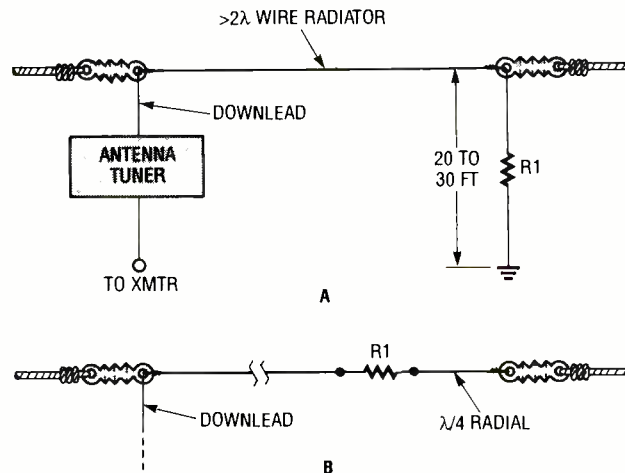 >2λ WIRE RADIATOR
DOWNLEAD
ANTENNA
TUNER
20 TO
30 FT
R1
TO XMTR
A
R1
DOWNLEAD
λ/4 RADIAL
B